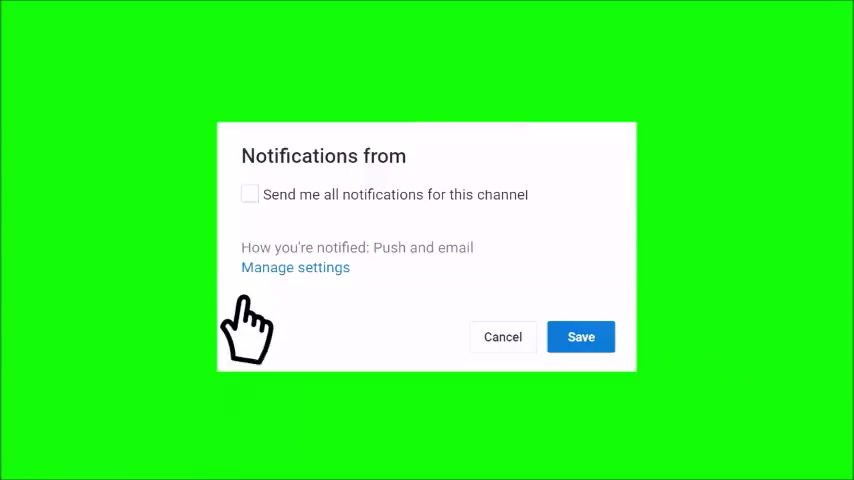 Notifications from
Send me all notifications for this channel
How you're notified: Push and email
Manage settings
Cancel
Save